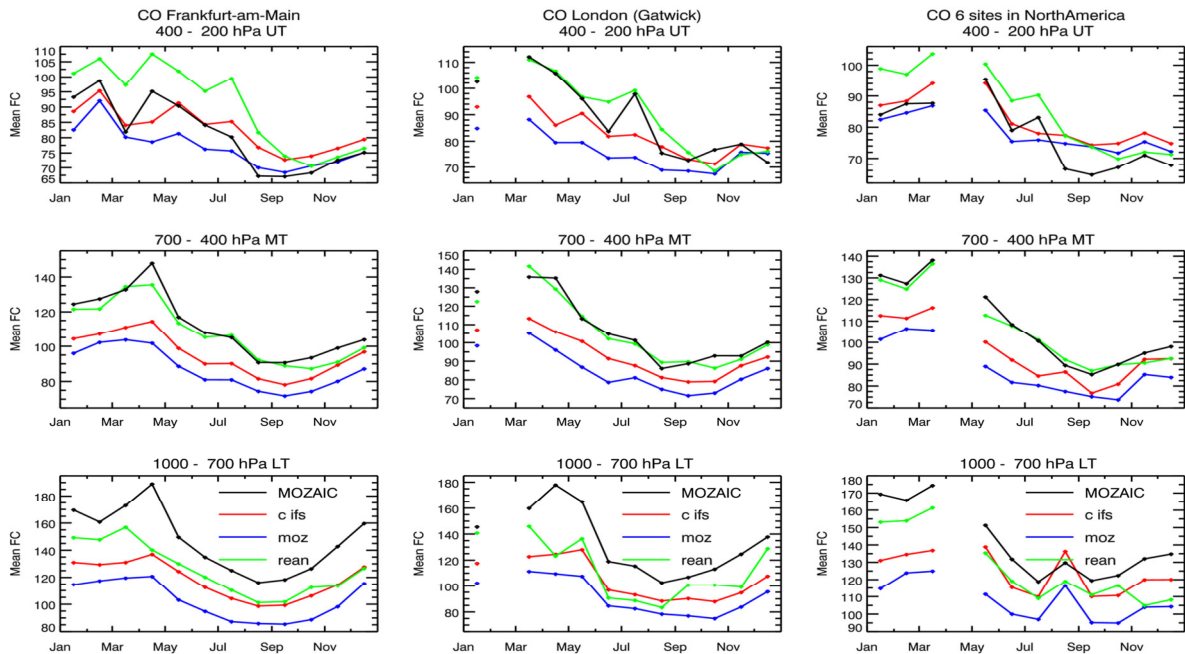 CO Frankfurt-am-Main
400 - 200 hPa UT
110
105
100
95
90
85
80
75
70
65
Mean FC
Jan Mar May Jul Sep Nov
CO London (Gatwick)
400 - 200 hPa UT
110
100
90
80
70
Mean FC
Jan Mar May Jul Sep Nov
CO 6 sites in NorthAmerica
400 - 200 hPa UT
100
90
80
70
Mean FC
Jan Mar May Jul Sep Nov
700 - 400 hPa MT
140
120
100
80
Mean FC
Jan Mar May Jul Sep Nov
700 - 400 hPa MT
150
140
130
120
110
100
90
80
70
Mean FC
Jan Mar May Jul Sep Nov
700 - 400 hPa MT
140
130
120
110
100
90
80
70
Mean FC
Jan Mar May Jul Sep Nov
1000 - 700 hPa LT
180
160
140
120
100
80
Mean FC
MOZAIC
c ifs
moz
rean
Jan Mar May Jul Sep Nov
1000 - 700 hPa LT
180
160
140
120
100
80
Mean FC
MOZAIC
c ifs
moz
rean
Jan Mar May Jul Sep Nov
1000 - 700 hPa LT
180
170
160
150
140
130
120
110
100
90
Mean FC
MOZAIC
c ifs
moz
rean
Jan Mar May Jul Sep Nov